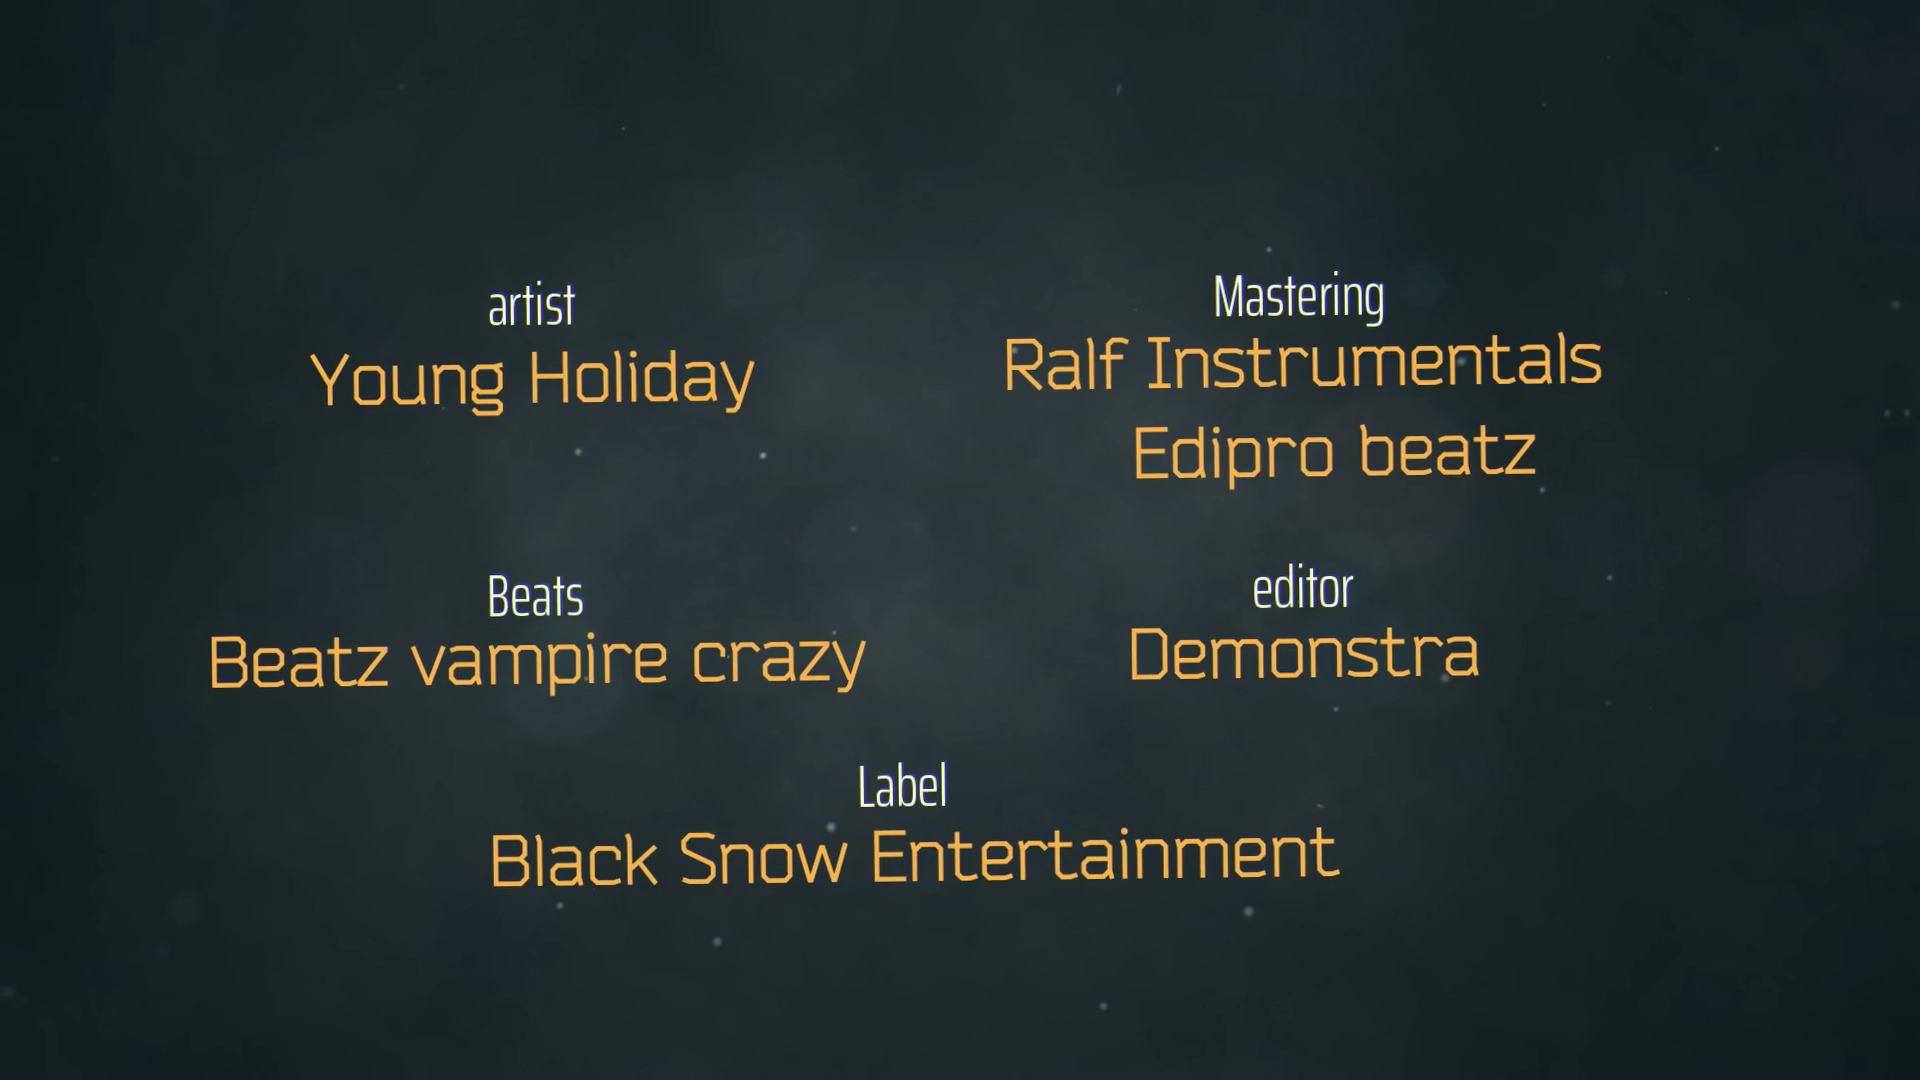 artist
Young Holiday
Mastering
Ralf Instrumentals
Edipro beatz
Beats
Beatz vampire crazy
editor
Demonstra
Label
Black Snow Entertainment